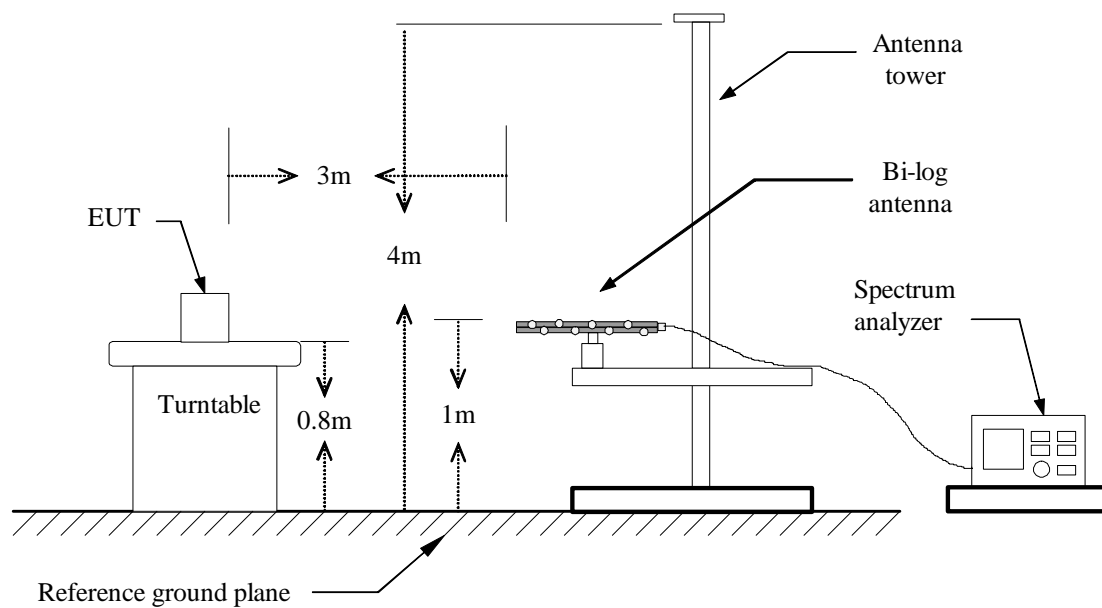 Antenna
tower
3m
Bi-log
antenna
EUT
4m
Spectrum
analyzer
Turntable
0.8m
1m
Reference ground plane